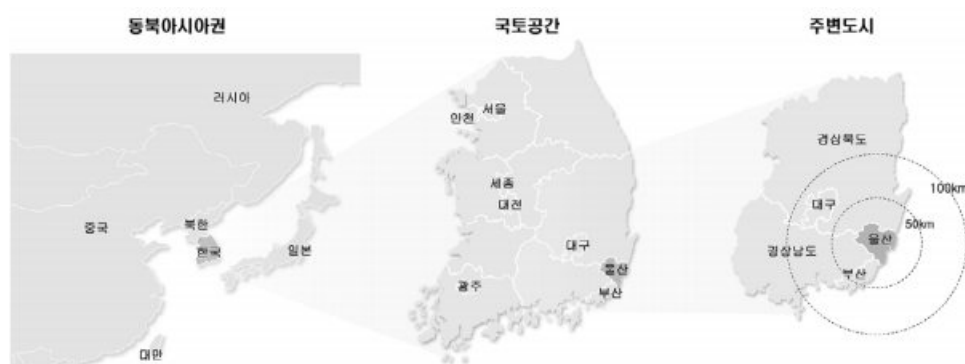 동북아시아권
국토공간
주변도시
러시아
중국
북한
한국
일본
대만
서울
인천
세종
대전
대구
울산
부산
광주
경상북도
100km
대구
50km
울산
경상남도
부산